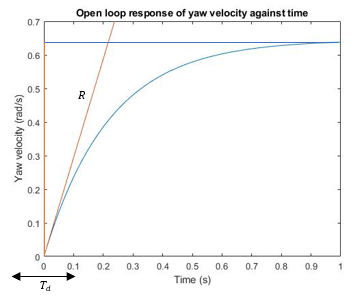 Open loop response of yaw velocity against time
0.7
0.6
0.5
0.4
0.3
0.2
0.1
0
Yaw velocity (rad/s)
R
0 0.1 0.2 0.3 0.4 0.5 0.6 0.7 0.8 0.9 1
Time (s)
T_d